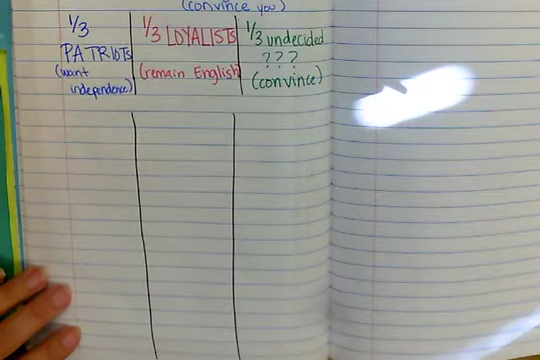 (convince you)
1/3
PATRIOTS
(want
independence)
1/3 LOYALISTS
(remain English)
1/3 undecided
???
(convince)